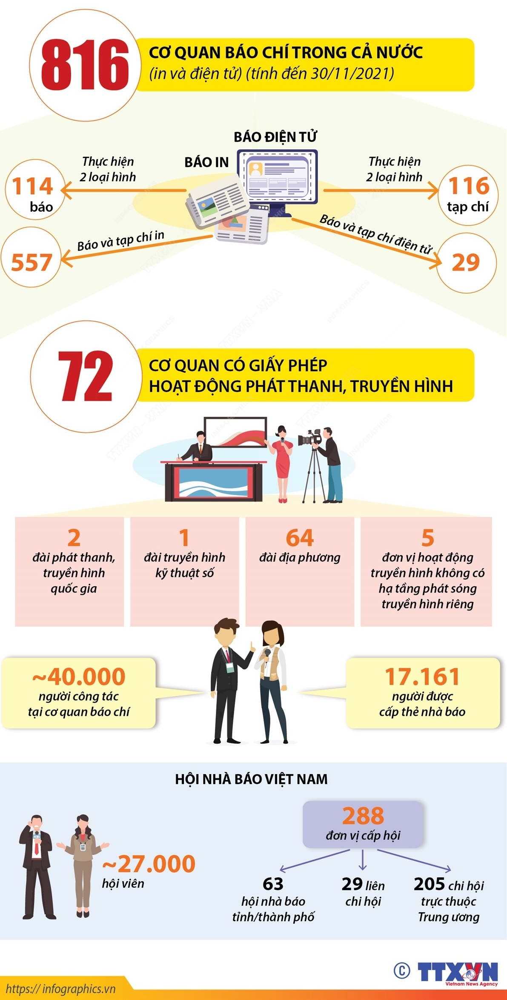 816
CƠ QUAN BÁO CHÍ TRONG CẢ NƯỚC
(in và điện tử) (tính đến 30/11/2021)
BÁO ĐIỆN TỬ
BÁO IN
Thực hiện
2 loại hình
114
báo
Thực hiện
2 loại hình
116
tạp chí
Báo và tạp chí in
557
Báo và tạp chí điện tử
29
72
CƠ QUAN CÓ GIẤY PHÉP
HOẠT ĐỘNG PHÁT THANH, TRUYỀN HÌNH
2
đài phát thanh,
truyền hình
quốc gia
1
đài truyền hình
kỹ thuật số
64
đài địa phương
5
đơn vị hoạt động
truyền hình không có
hạ tầng phát sóng
truyền hình riêng
~40.000
người công tác
tại cơ quan báo chí
17.161
người được
cấp thẻ nhà báo
HỘI NHÀ BÁO VIỆT NAM
NEWS
~27.000
hội viên
288
đơn vị cấp hội
63
hội nhà báo
tỉnh/thành phố
29 liên
chi hội
205 chi hội
trực thuộc
Trung ương
© TTXVN
Vietnam News Agency
https:// infographics.vn